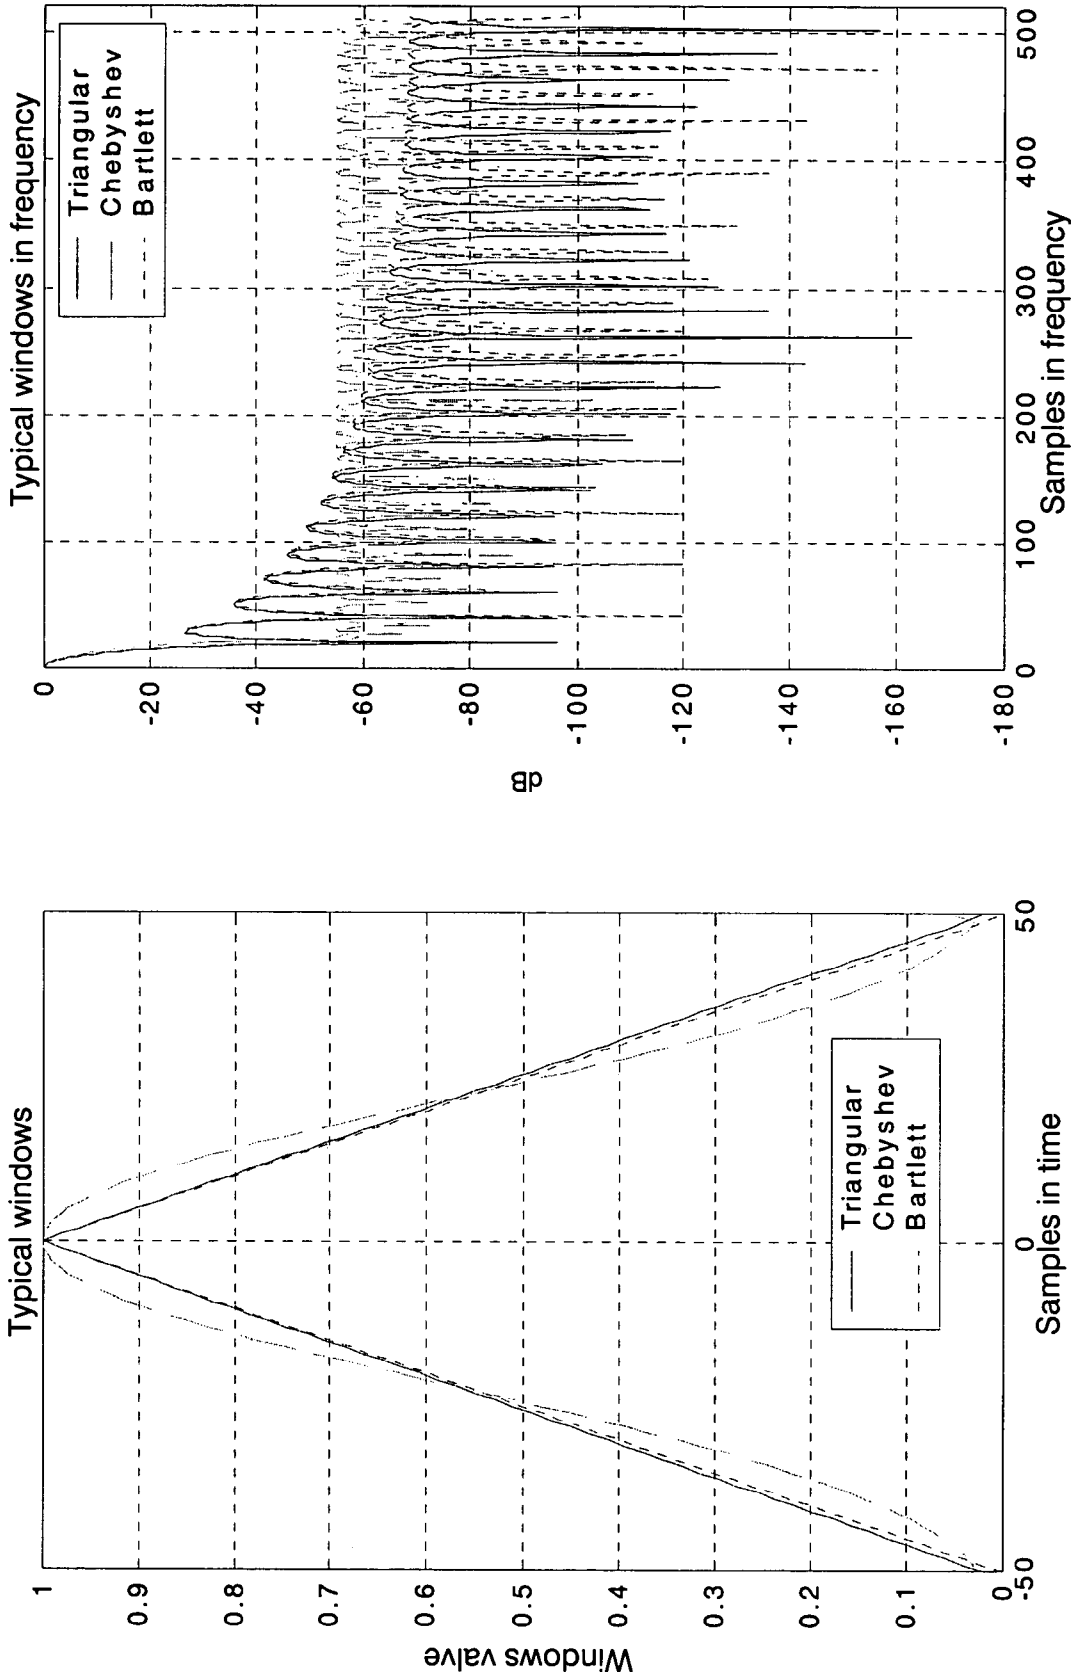 Typical windows
Windows valve
1
0.9
0.8
0.7
0.6
0.5
0.4
0.3
0.2
0.1
0
-50
0
50
Samples in time
Triangular
Chebyshev
Bartlett
Typical windows in frequency
dB
0
-20
-40
-60
-80
-100
-120
-140
-160
-180
0
100
200
300
400
500
Samples in frequency
Triangular
Chebyshev
Bartlett